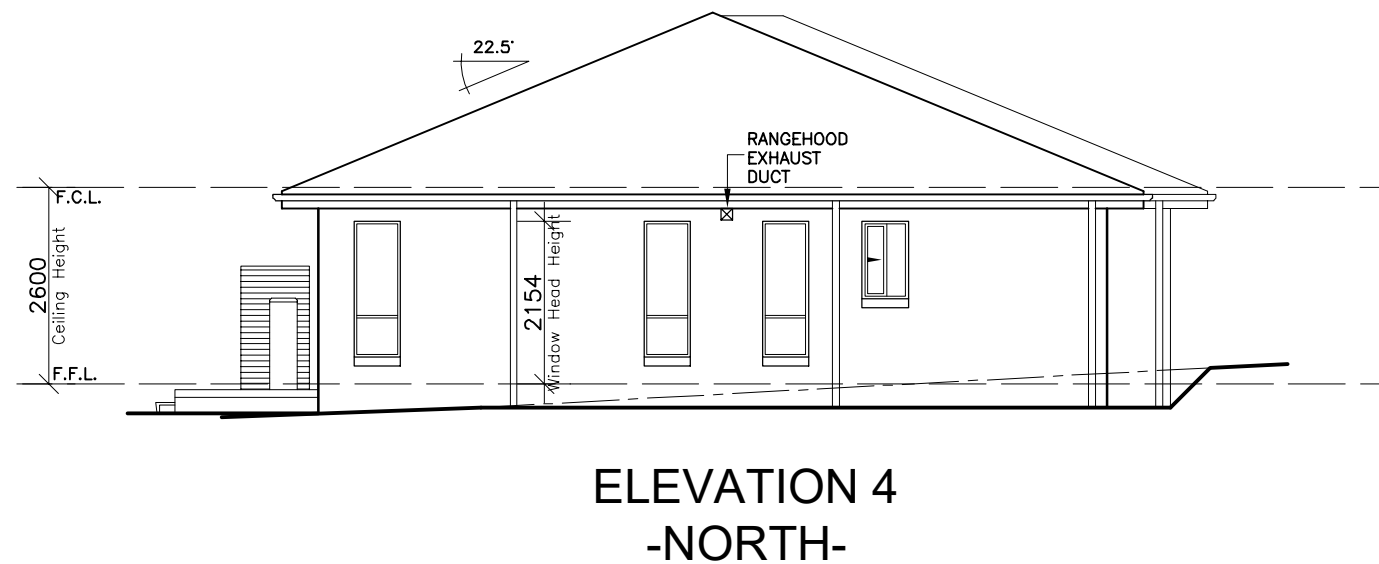 22.5°
RANGEHOOD
EXHAUST
DUCT
F.C.L.
2600
Ceiling Height
2154
Window Head Height
F.F.L.
ELEVATION 4
-NORTH-